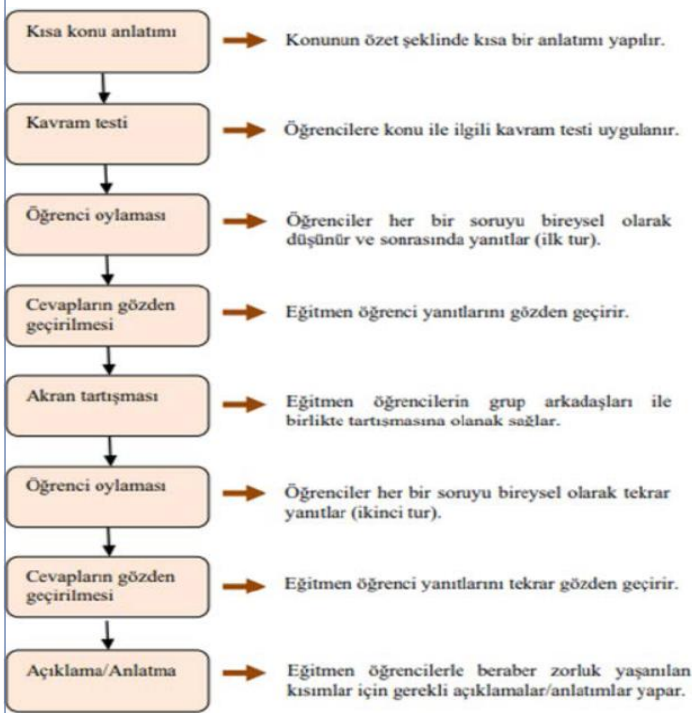 Kısa konu anlatımı
Konunun özet şeklinde kısa bir anlatımı yapılır.
Kavram testi
Öğrencilere konu ile ilgili kavram testi uygulanır.
Öğrenci oylaması
Öğrenciler her bir soruyu bireysel olarak
düşünür ve sonrasında yanıtlar (ilk tur).
Cevapların gözden
geçirilmesi
Eğitmen öğrenci yanıtlarını gözden geçirir.
Akran tartışması
Eğitmen öğrencilerin grup arkadaşları ile
birlikte tartışmasına olanak sağlar.
Öğrenci oylaması
Öğrenciler her bir soruyu bireysel olarak tekrar
yanıtlar (ikinci tur).
Cevapların gözden
geçirilmesi
Eğitmen öğrenci yanıtlarını tekrar gözden geçirir.
Açıklama/Anlatma
Eğitmen öğrencilerle beraber zorluk yaşanılan
kısımlar için gerekli açıklamalar/anlatımlar yapar.